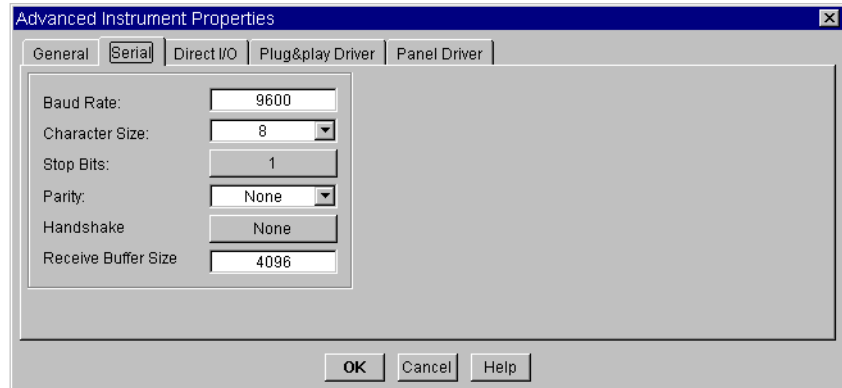 Advanced Instrument Properties
General Serial Direct I/O Plug&play Driver Panel Driver
Baud Rate: 9600
Character Size: 8
Stop Bits: 1
Parity: None
Handshake None
Receive Buffer Size 4096
OK Cancel Help